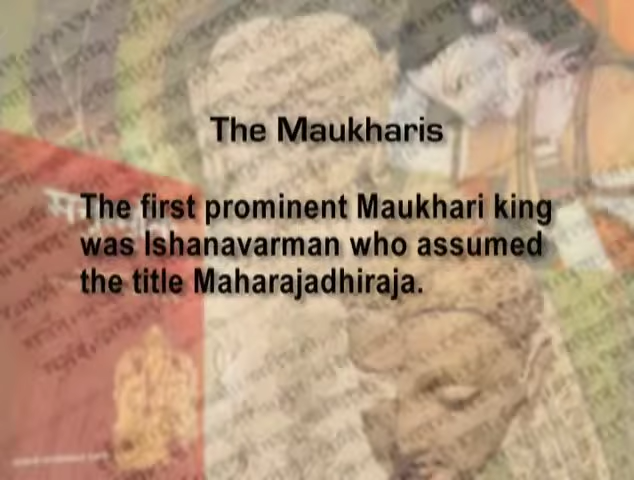 The Maukharis
The first prominent Maukhari king
was Ishanavarman who assumed
the title Maharajadhiraja.